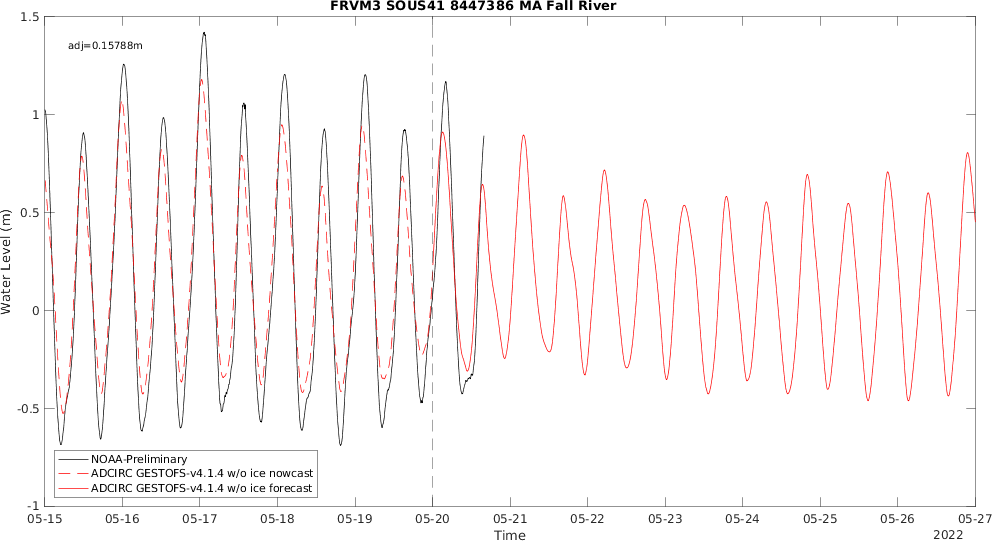 FRVM3 SOUS41 8447386 MA Fall River
adj=0.15788m
Water Level (m)
1.5
1
0.5
0
-0.5
-1
NOAA-Preliminary
ADCIRC GESTOFS-v4.1.4 w/o ice nowcast
ADCIRC GESTOFS-v4.1.4 w/o ice forecast
05-15 05-16 05-17 05-18 05-19 05-20 05-21 05-22 05-23 05-24 05-25 05-26 05-27
Time
2022